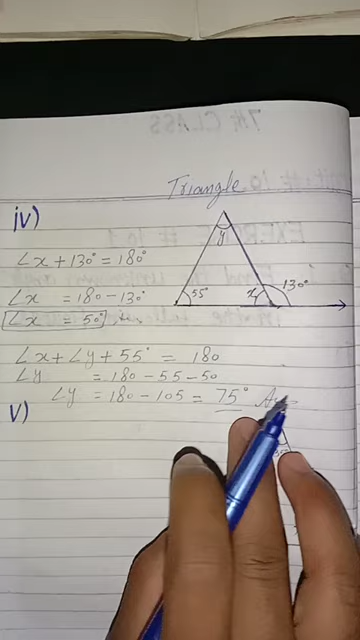 Triangle
iv)
∠x + 130° = 180°
∠x = 180 - 130°
∠x = 50°
y
55°
x
130°
∠x + ∠y + 55° = 180
∠y = 180 - 55 - 50
∠y = 180 - 105 = 75°
v)